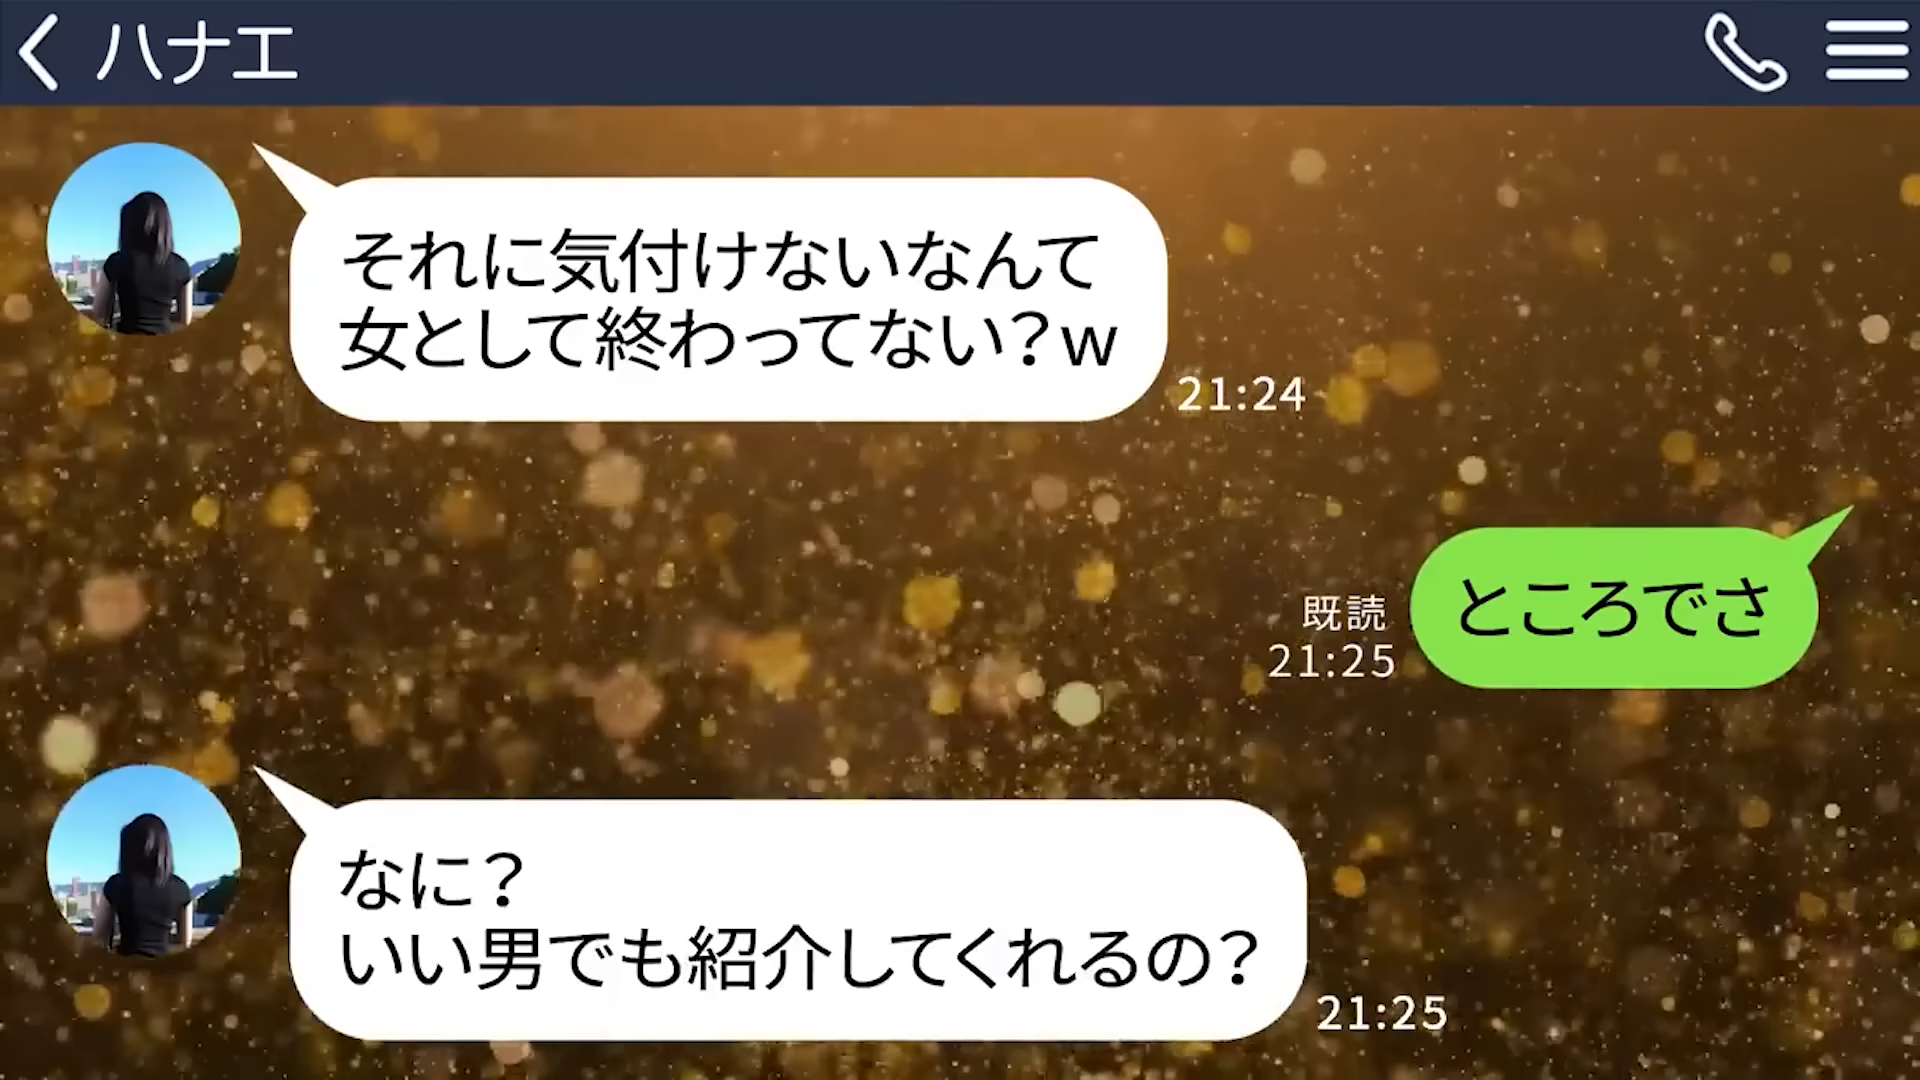 ハナエ
それに気付けないなんて
女として終わってない？w
21:24
ところでさ
既読
21:25
なに？
いい男でも紹介してくれるの？
21:25